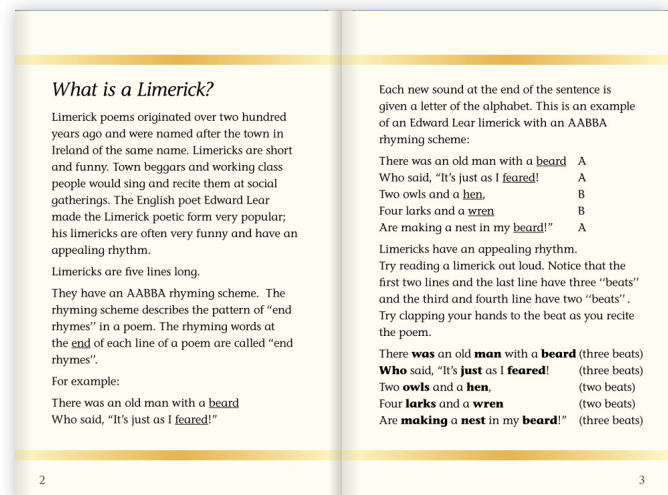 What is a Limerick?
Limerick poems originated over two hundred
years ago and were named after the town in
Ireland of the same name. Limericks are short
and funny. Town beggars and working class
people would sing and recite them at social
gatherings. The English poet Edward Lear
made the Limerick poetic form very popular;
his limericks are often very funny and have an
appealing rhythm.
Limericks are five lines long.
They have an AABBA rhyming scheme. The
rhyming scheme describes the pattern of “end
rhymes” in a poem. The rhyming words at
the end of each line of a poem are called “end
rhymes”.
For example:
There was an old man with a beard
Who said, “It’s just as I feared!”
2
Each new sound at the end of the sentence is
given a letter of the alphabet. This is an example
of an Edward Lear limerick with an AABBA
rhyming scheme:
There was an old man with a beard A
Who said, “It’s just as I feared! A
Two owls and a hen, B
Four larks and a wren B
Are making a nest in my beard!” A
Limericks have an appealing rhythm.
Try reading a limerick out loud. Notice that the
first two lines and the last line have three “beats”
and the third and fourth line have two “beats”.
Try clapping your hands to the beat as you recite
the poem.
There was an old man with a beard (three beats)
Who said, “It’s just as I feared! (three beats)
Two owls and a hen, (two beats)
Four larks and a wren (two beats)
Are making a nest in my beard!” (three beats)
3